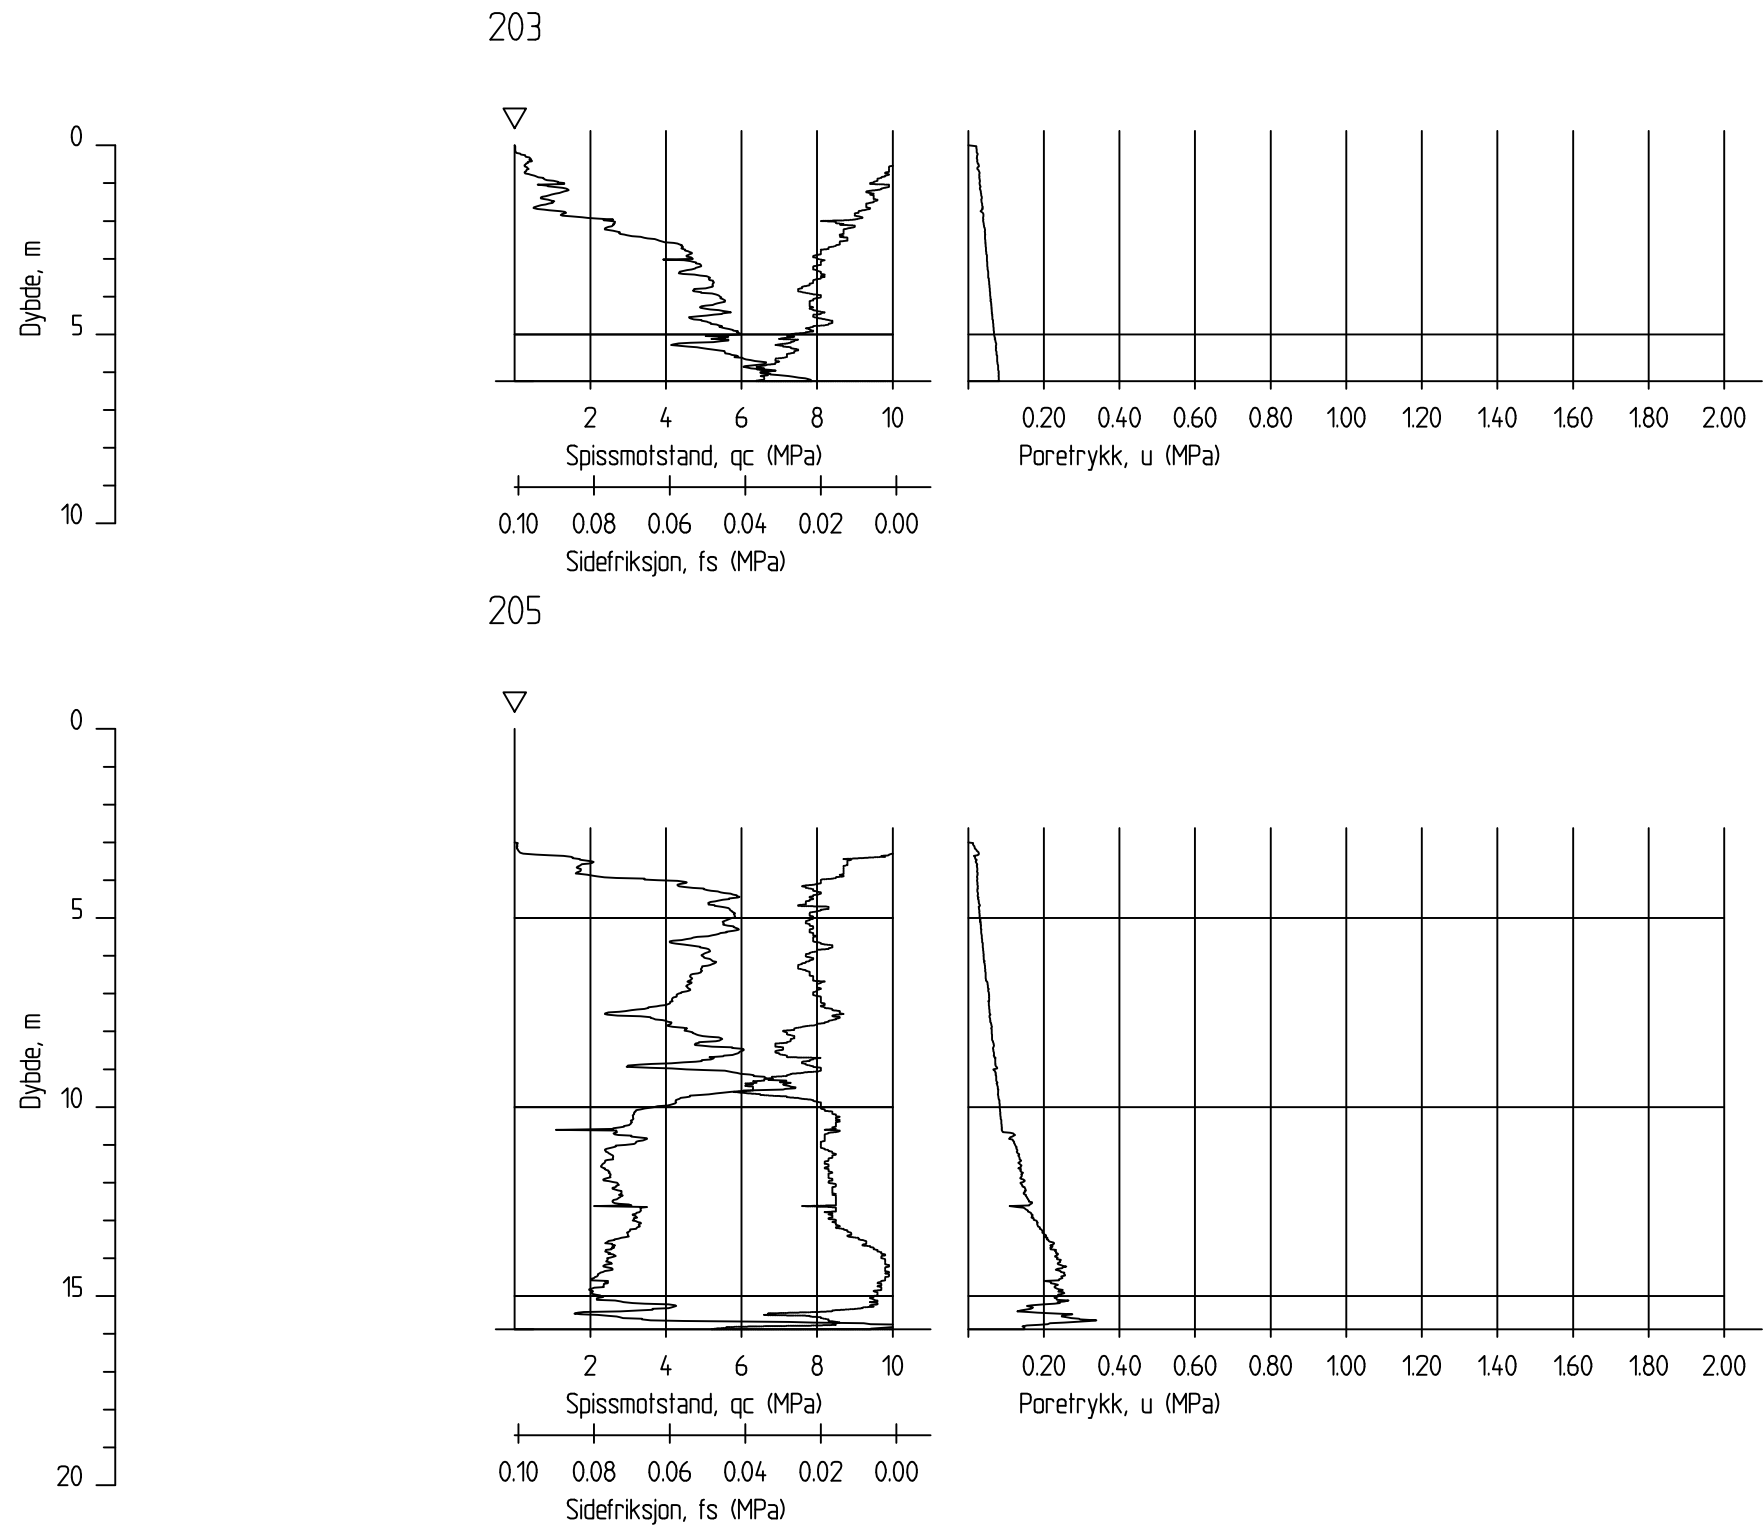 203
0
5
10
Dybde, m
2 4 6 8 10
Spissmotstand, qc (MPa)
0.10 0.08 0.06 0.04 0.02 0.00
Sidefriksjon, fs (MPa)
0.20 0.40 0.60 0.80 1.00 1.20 1.40 1.60 1.80 2.00
Poretrykk, u (MPa)
205
0
5
10
15
20
Dybde, m
2 4 6 8 10
Spissmotstand, qc (MPa)
0.10 0.08 0.06 0.04 0.02 0.00
Sidefriksjon, fs (MPa)
0.20 0.40 0.60 0.80 1.00 1.20 1.40 1.60 1.80 2.00
Poretrykk, u (MPa)